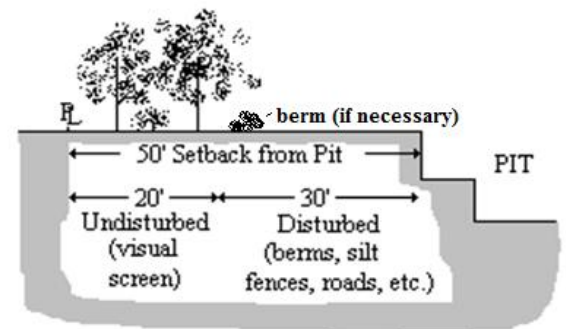 PL
berm (if necessary)
50' Setback from Pit
PIT
20'
30'
Undisturbed
(visual
screen)
Disturbed
(berms, silt
fences, roads, etc.)